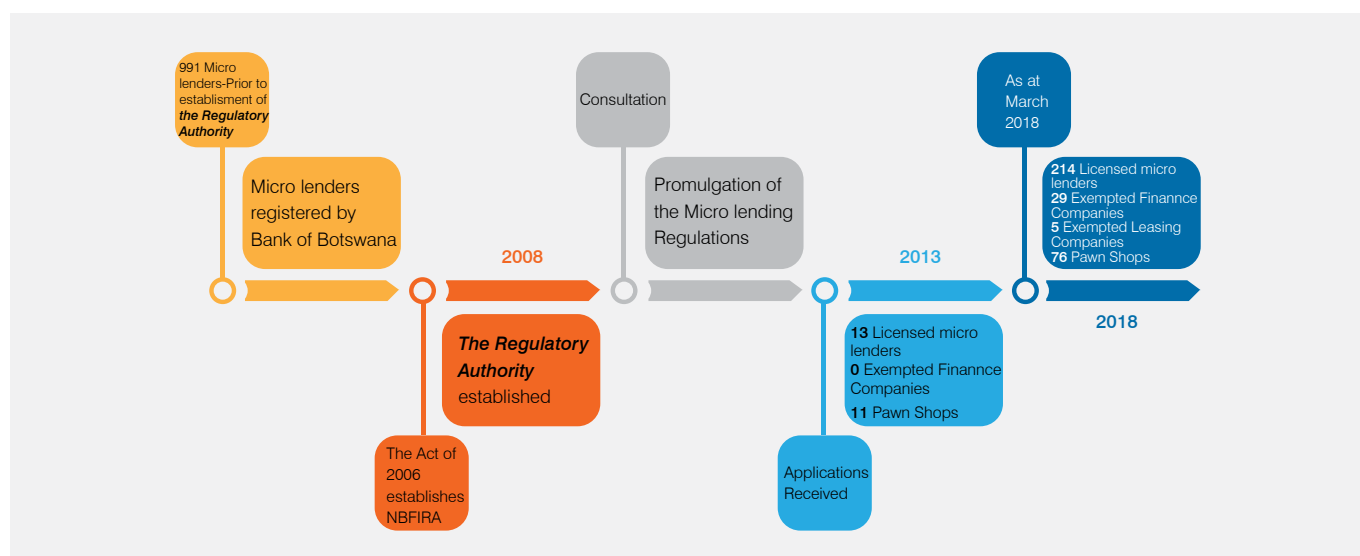 991 Micro
lenders-Prior to
establisment of
the Regulatory
Authority
Micro lenders
registered by
Bank of Botswana
2008
The Regulatory
Authority
established
The Act of
2006
establishes
NBFIRA
Consultation
Promulgation of
the Micro lending
Regulations
2013
13 Licensed micro
lenders
0 Exempted Finannce
Companies
11 Pawn Shops
Applications
Received
As at
March
2018
214 Licensed micro
lenders
29 Exempted Finannce
Companies
5 Exempted Leasing
Companies
76 Pawn Shops
2018